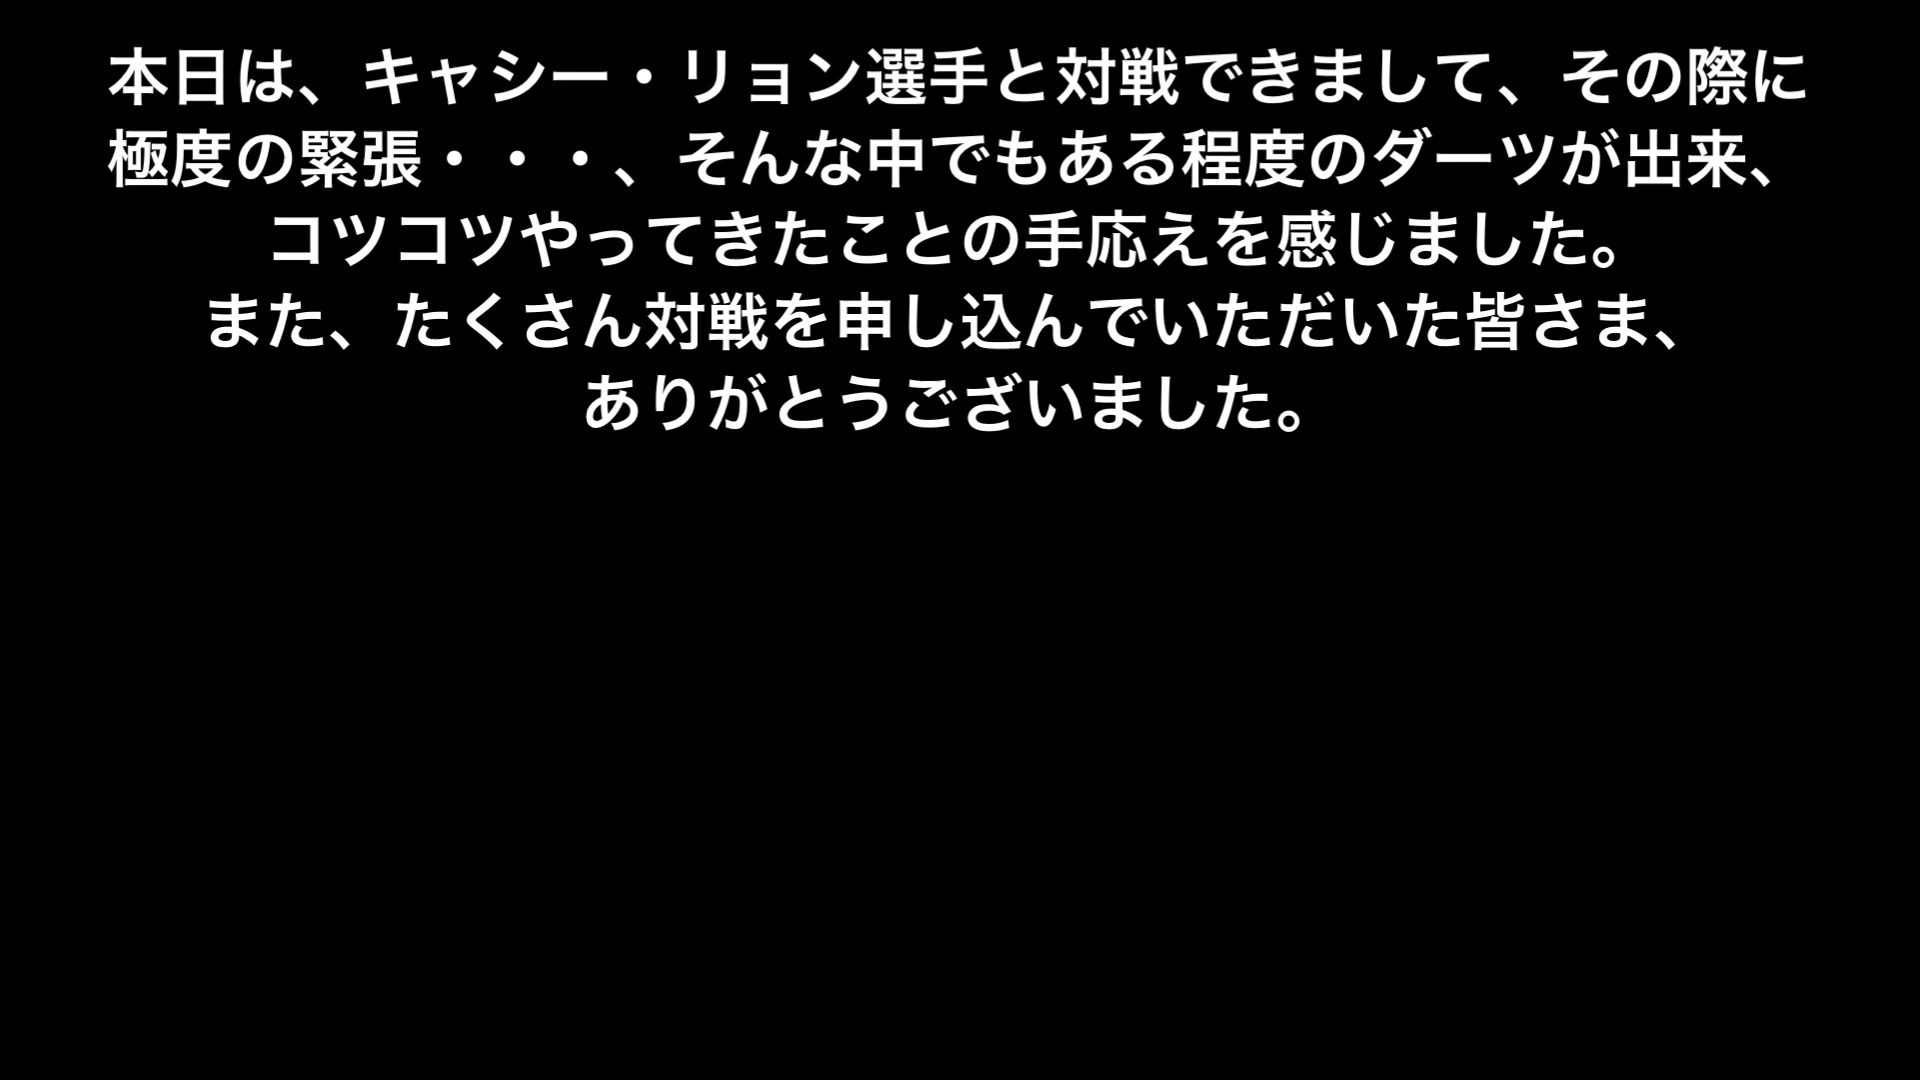 本日は、キャシー・リョン選手と対戦できまして、その際に
極度の緊張・・・、そんな中でもある程度のダーツが出来、
コツコツやってきたことの手応えを感じました。
また、たくさん対戦を申し込んでいただいた皆さま、
ありがとうございました。